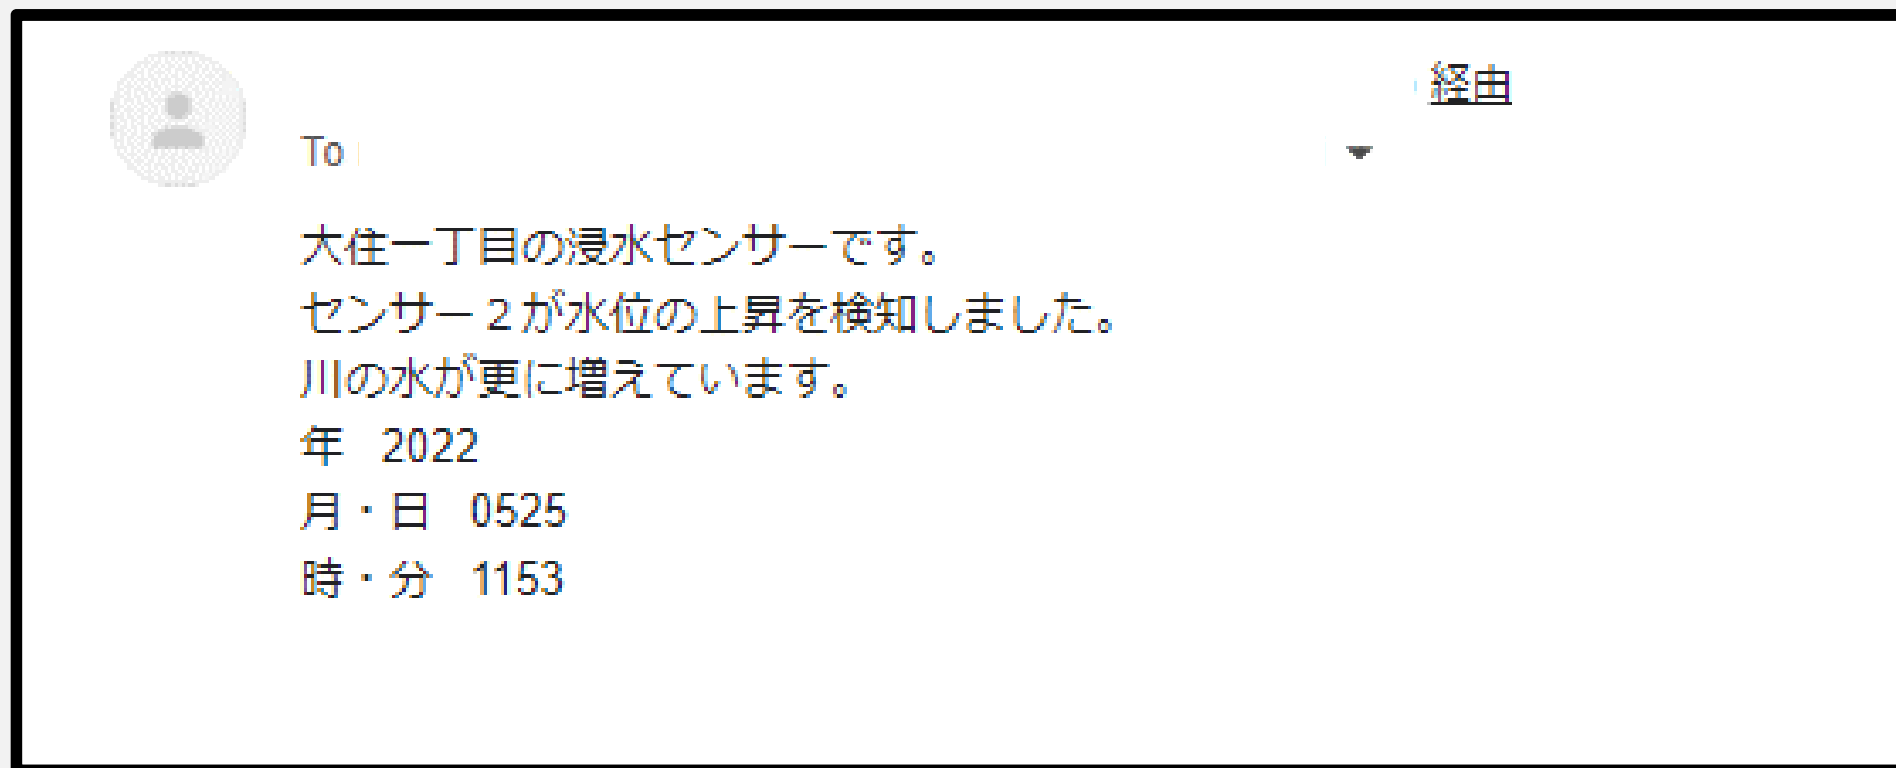 経由
To
大住一丁目の浸水センサーです。
センサー２が水位の上昇を検知しました。
川の水が更に増えています。
年 2022
月・日 0525
時・分 1153